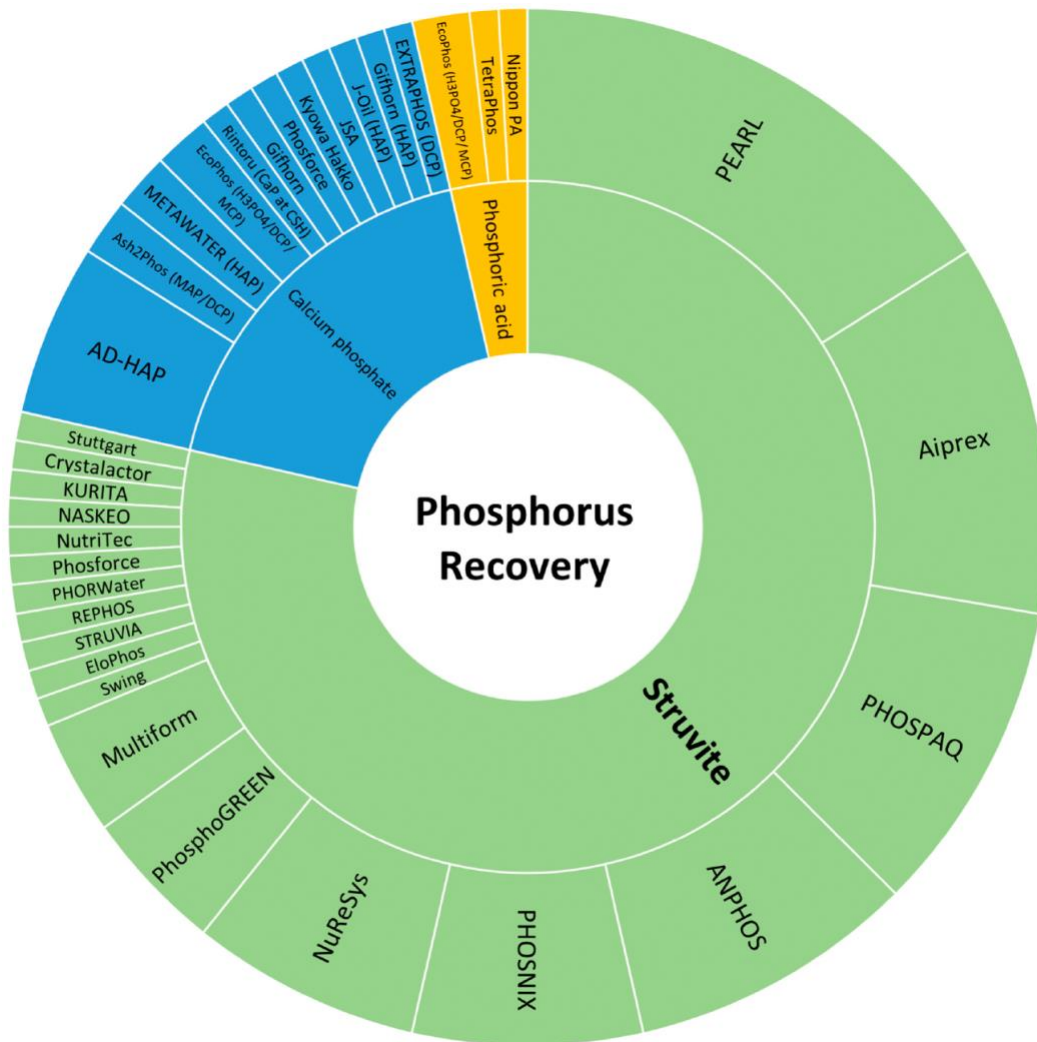 Phosphorus
Recovery
Struvite
PEARL
Aiprex
PHOSPAQ
ANPHOS
PHOSNIX
NuReSys
PhosphoGREEN
Multiform
Swing
EloPhos
STRUVIA
REPHOS
PHORWater
Phosforce
NutriTec
NASKEO
KURITA
Crystalactor
Stuttgart
Calcium phosphate
AD-HAP
Ash2Phos (MAP/DCP)
METAWATER (HAP)
EcoPhos (H3PO4/DCP/
MCP)
Rintoru (CaP at CSH)
Gifhorn
Phosforce
Kyowa Hakko
JSA
J-Oil (HAP)
Gifhorn (HAP)
EXTRAPHOS (DCP)
Phosphoric acid
EcoPhos (H3PO4/DCP/ MCP)
TetraPhos
Nippon PA